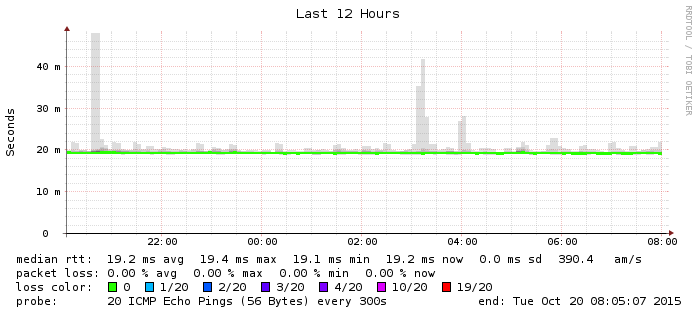 Last 12 Hours
RRDTOOL / TOBI OETIKER
Seconds
40 m
30 m
20 m
10 m
0
22:00 00:00 02:00 04:00 06:00 08:00
median rtt: 19.2 ms avg 19.4 ms max 19.1 ms min 19.2 ms now 0.0 ms sd 390.4 am/s
packet loss: 0.00 % avg 0.00 % max 0.00 % min 0.00 % now
loss color: 0 1/20 2/20 3/20 4/20 10/20 19/20
probe: 20 ICMP Echo Pings (56 Bytes) every 300s end: Tue Oct 20 08:05:07 2015